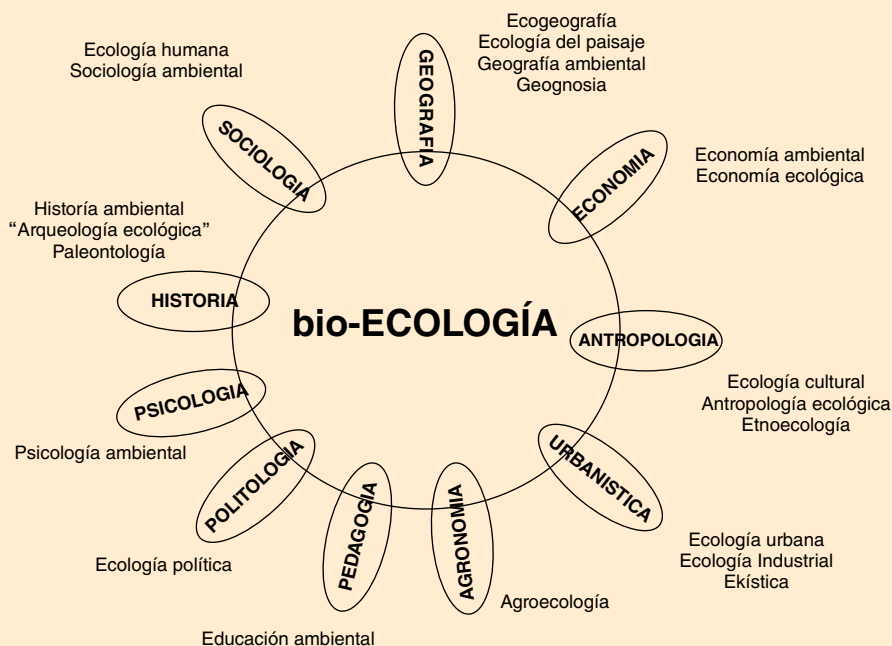 Ecogeografía
Ecología del paisaje
Geografía ambiental
Geognosia
GEOGRAFIA
Ecología humana
Sociología ambiental
SOCIOLOGIA
ECONOMIA
Economía ambiental
Economía ecológica
Historía ambiental
“Arqueología ecológica”
Paleontología
HISTORIA
bio-ECOLOGÍA
ANTROPOLOGIA
Ecología cultural
Antropología ecológica
Etnoecología
PSICOLOGIA
Psicología ambiental
POLITOLOGIA
Ecología política
PEDAGOGIA
Educación ambiental
AGRONOMIA
Agroecología
URBANISTICA
Ecología urbana
Ecología Industrial
Ekística